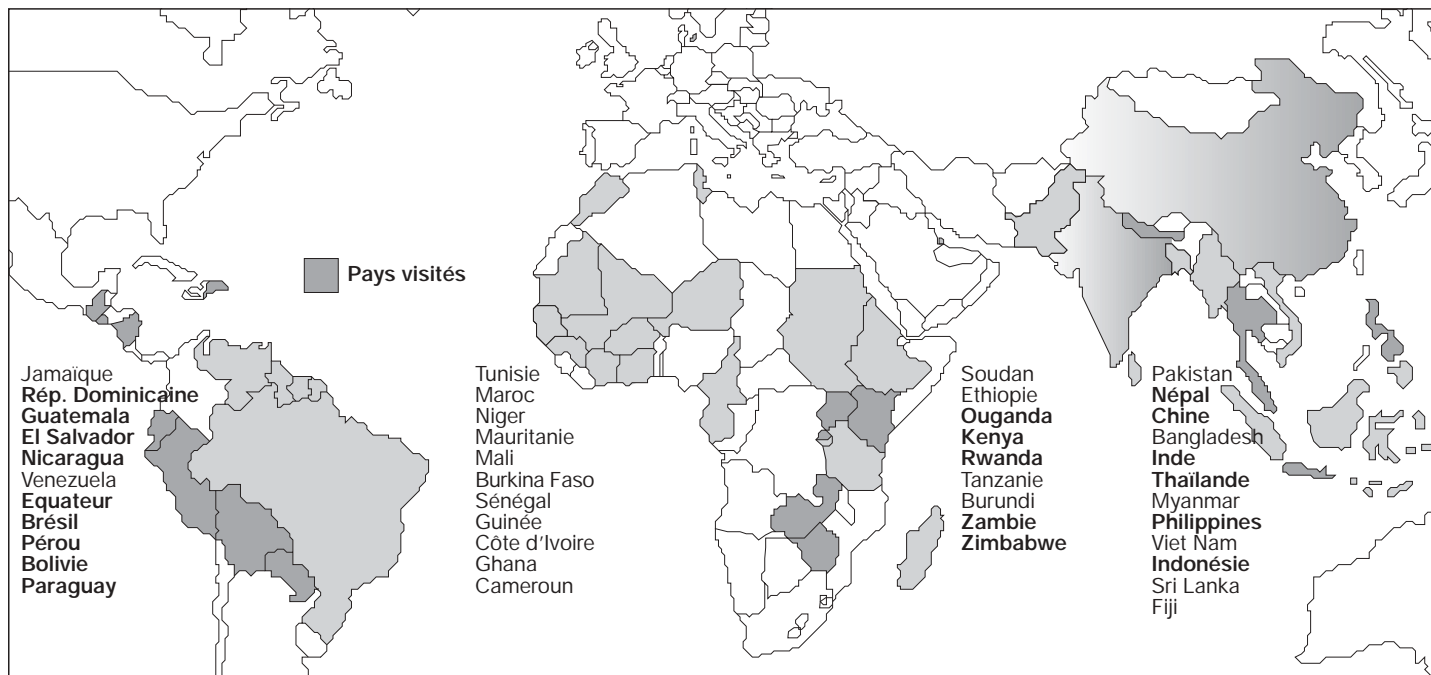 Pays visités
Jamaïque
Rép. Dominicaine
Guatemala
El Salvador
Nicaragua
Venezuela
Equateur
Brésil
Pérou
Bolivie
Paraguay
Tunisie
Maroc
Niger
Mauritanie
Mali
Burkina Faso
Sénégal
Guinée
Côte d'Ivoire
Ghana
Cameroun
Soudan
Ethiopie
Ouganda
Kenya
Rwanda
Tanzanie
Burundi
Zambie
Zimbabwe
Pakistan
Népal
Chine
Bangladesh
Inde
Thaïlande
Myanmar
Philippines
Viet Nam
Indonésie
Sri Lanka
Fiji